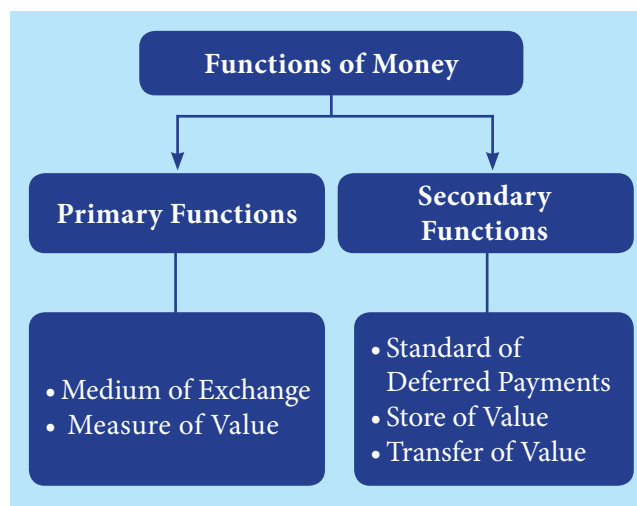 Functions of Money
Primary Functions
Secondary
Functions
• Medium of Exchange
• Measure of Value
• Standard of
Deferred Payments
• Store of Value
• Transfer of Value